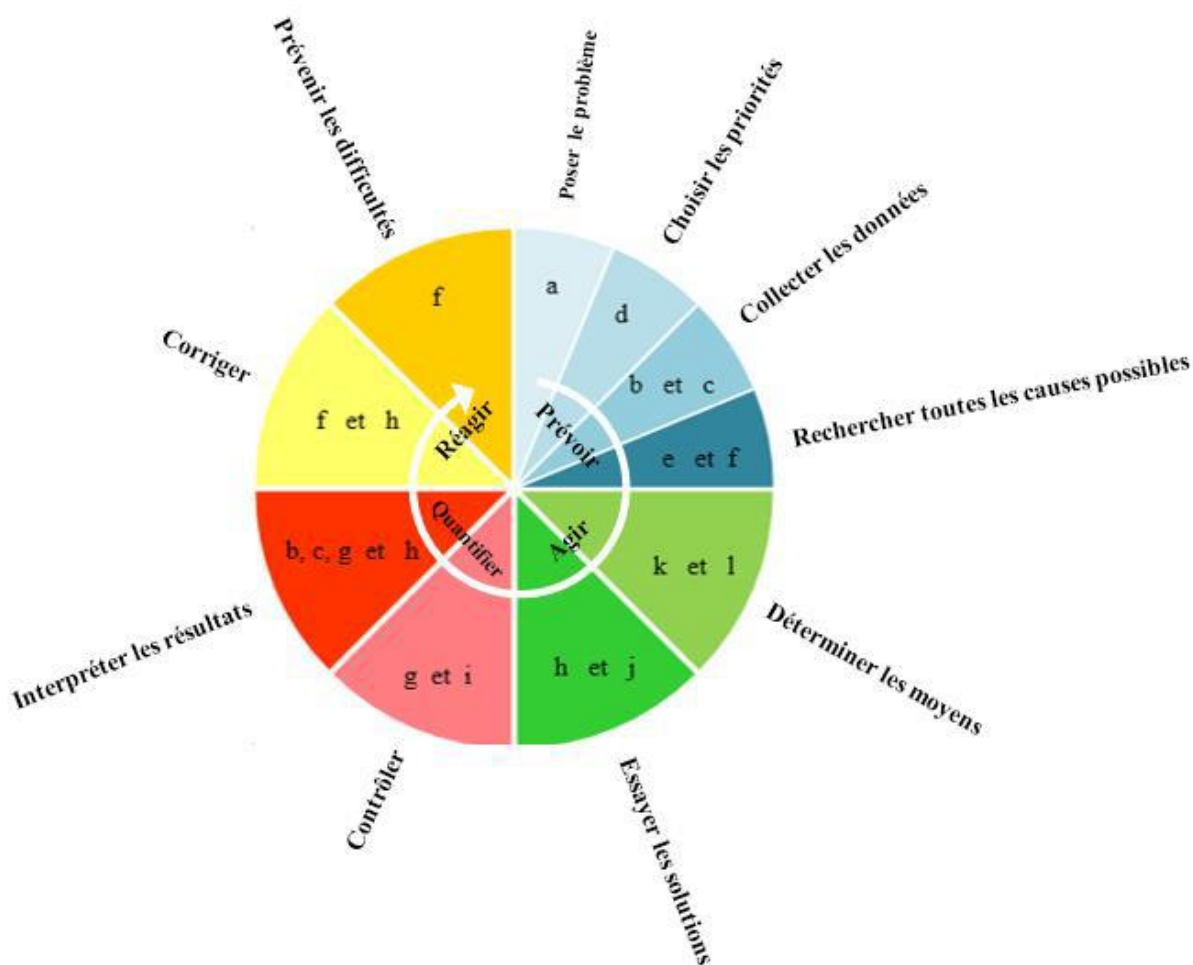 Poser le problème
Choisir les priorités
Collecter les données
Rechercher toutes les causes possibles
Déterminer les moyens
Essayer les solutions
Contrôler
Interpréter les résultats
Corriger
Prévenir les difficultés
a
d
b et c
e et f
k et l
h et j
g et i
b, c, g et h
f et h
f
Prévoir
Agir
Quantifier
Réagir